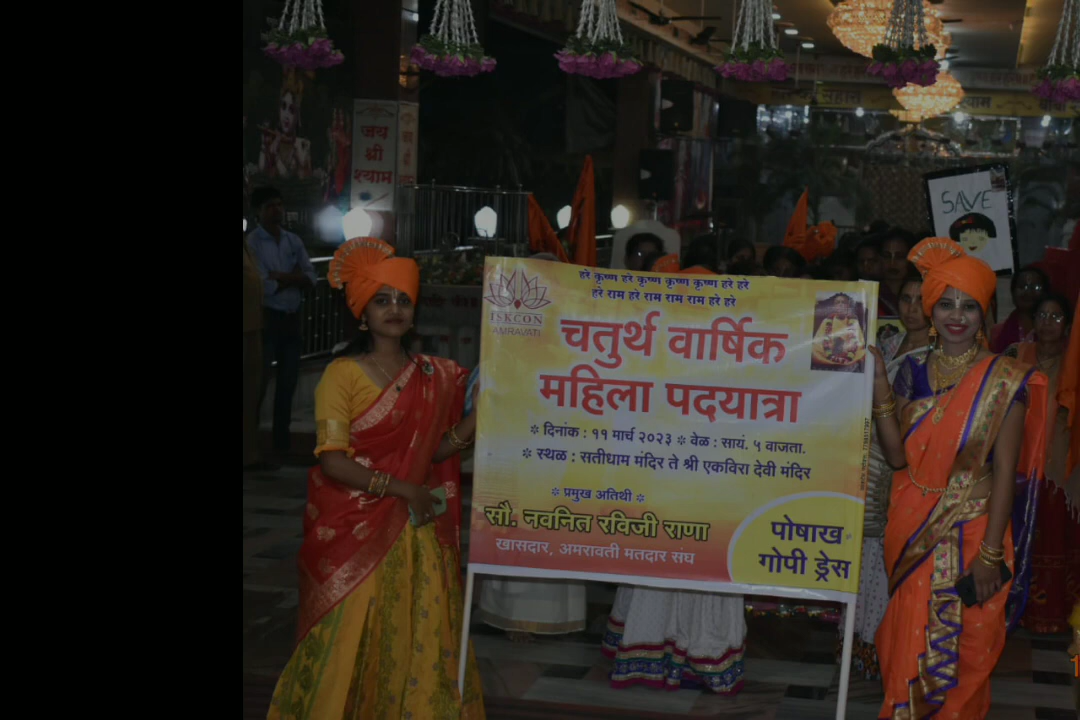 जय
श्री
श्याम
SAVE
हरे कृष्ण हरे कृष्ण कृष्ण कृष्ण हरे हरे
हरे राम हरे राम राम राम हरे हरे
ISKCON
AMRAVATI
चतुर्थ वार्षिक
महिला पदयात्रा
❉ दिनांक : ११ मार्च २०२३ ❉ वेळ : सायं. ५ वाजता.
❉ स्थळ : सतीधाम मंदिर ते श्री एकविरा देवी मंदिर
❉ प्रमुख अतिथी ❉
सौ. नवनित रविजी राणा
खासदार, अमरावती मतदार संघ
पोषाख
गोपी ड्रेस